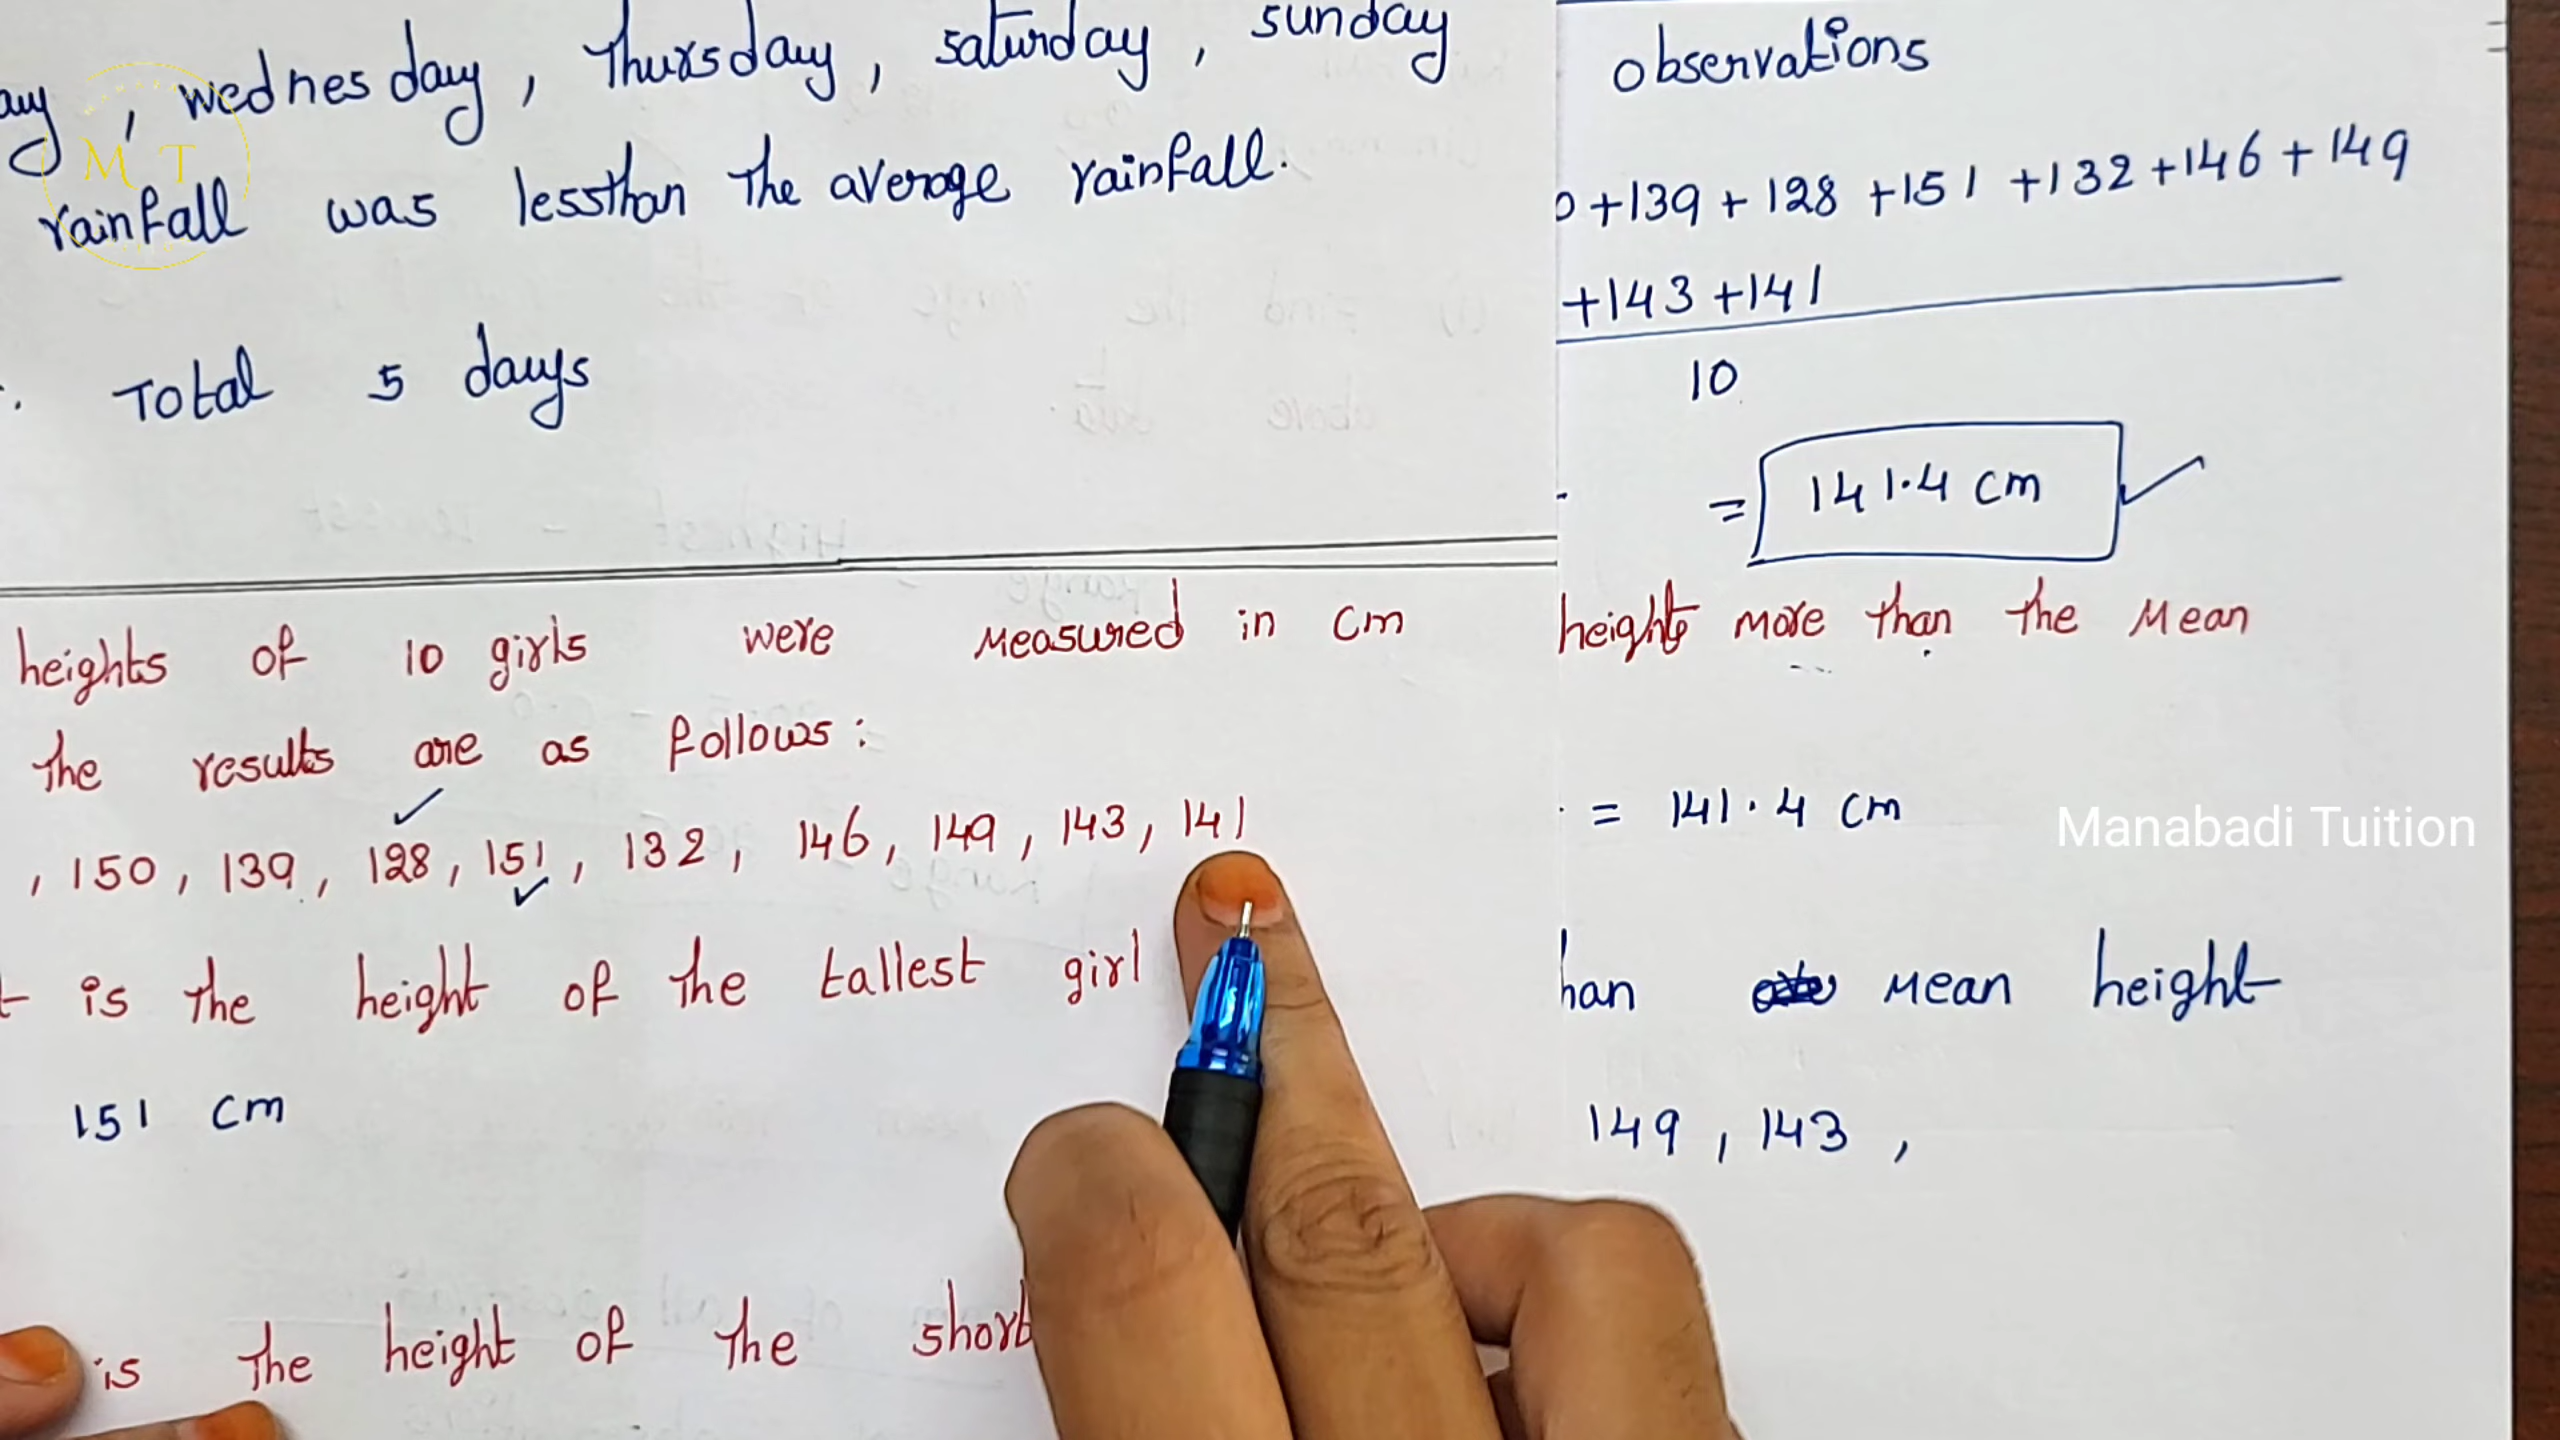 , wednesday, Thursday, saturday, sunday
rainfall was lessthan The average rainfall.
. Total 5 days
heights of 10 girls were measured in cm
The results are as follows:
, 150, 139, 128, 151, 132, 146, 149, 143, 141
is the height of the tallest girl
151 cm
is the height of the short
observations
+139 + 128 +151 +132 +146 + 149
+143 +141
10
= 141.4 cm
height more than the Mean
= 141.4 cm
Mean height
149, 143,
MT
Manabadi Tuition